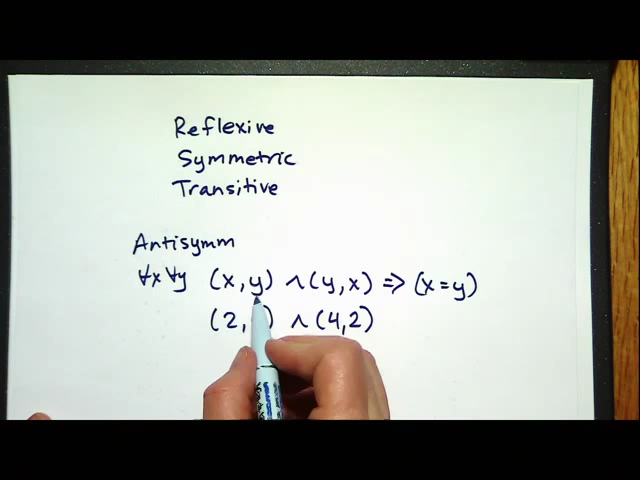 Reflexive
Symmetric
Transitive
Antisymm
∀x∀y (x,y) ∧(y,x) => (x=y)
(2, ) ∧(4,2)